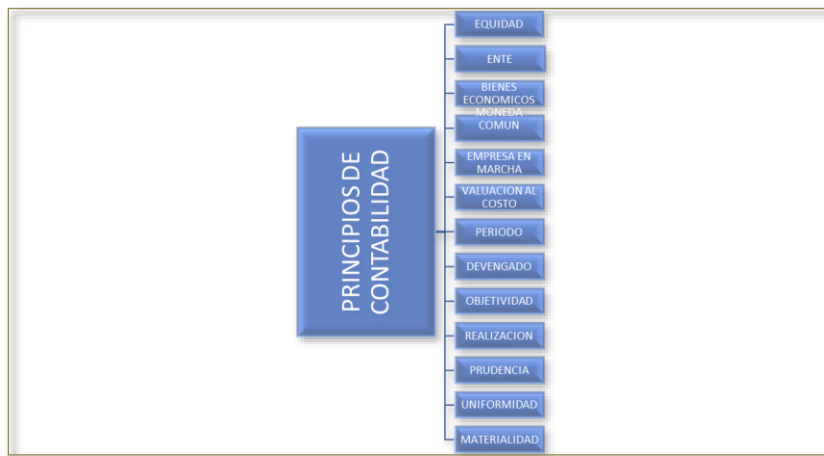 PRINCIPIOS DE
CONTABILIDAD
EQUIDAD
ENTE
BIENES
ECONOMICOS
MONEDA
COMUN
EMPRESA EN
MARCHA
VALUACION AL
COSTO
PERIODO
DEVENGADO
OBJETIVIDAD
REALIZACION
PRUDENCIA
UNIFORMIDAD
MATERIALIDAD